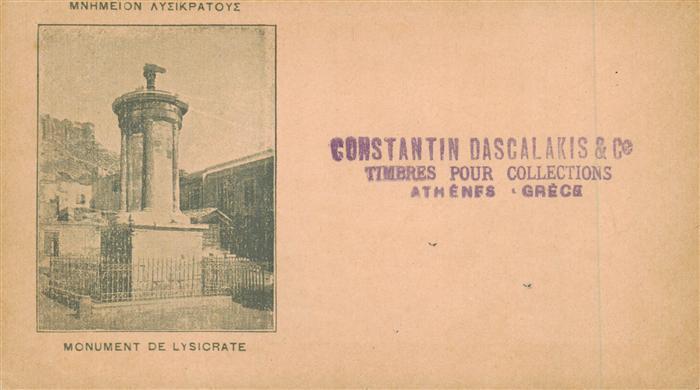 ΜΝΗΜΕΙΟΝ ΛΥΣΙΚΡΑΤΟΥΣ
MONUMENT DE LYSICRATE
CONSTANTIN DASCALAKIS & Co
TIMBRES POUR COLLECTIONS
ATHÈNES GRÈCE